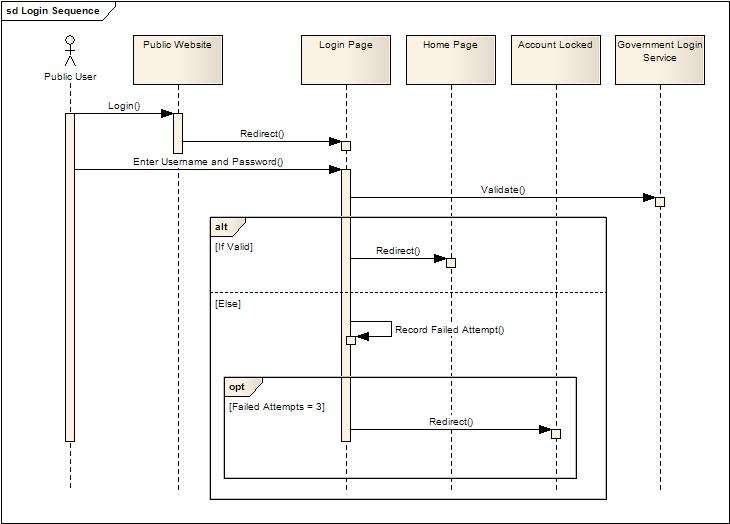 sd Login Sequence
Public User
Public Website
Login Page
Home Page
Account Locked
Government Login
Service
Login()
Redirect()
Enter Username and Password()
Validate()
alt
[If Valid]
Redirect()
[Else]
Record Failed Attempt()
opt
[Failed Attempts = 3]
Redirect()